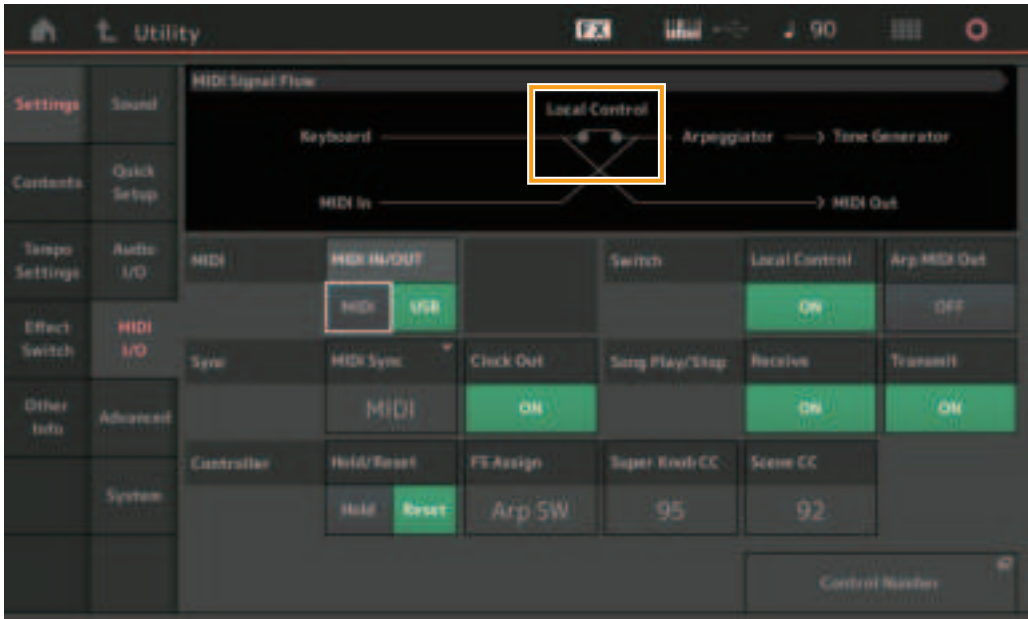 Utility FX 90
MIDI Signal Flow
Local Control
Keyboard Arpeggiator Tone Generator
MIDI In MIDI Out
Settings Sound
Contents Quick Setup
Tempo Settings Audio I/O
Effect Switch MIDI I/O
Other Info Advanced
System
MIDI MIDI IN/OUT Switch Local Control Arp MIDI Out
MIDI USB ON OFF
Sync MIDI Sync Clock Out Song Play/Stop Receive Transmit
MIDI ON ON ON
Controller Hold/Reset FS Assign Super Knob CC Scene CC
Hold Reset Arp SW 95 92
Control Number